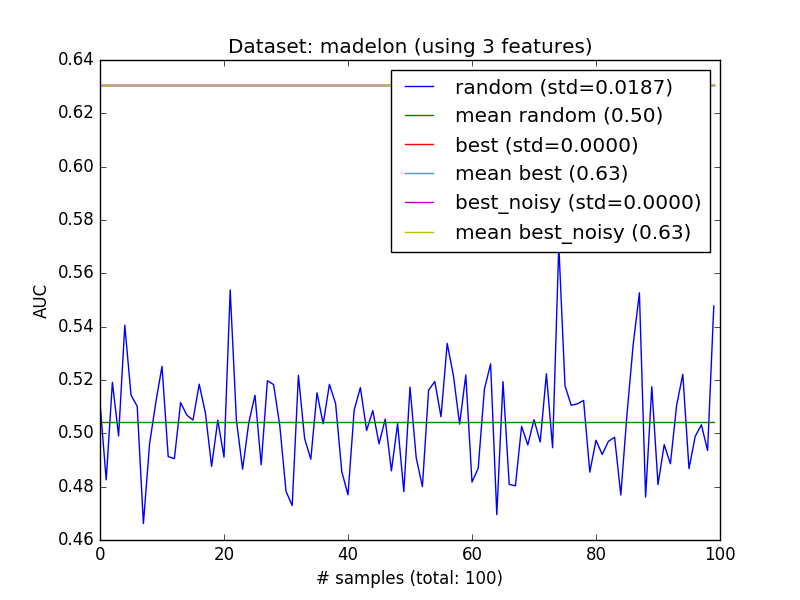 Dataset: madelon (using 3 features)
0.64
0.62
0.60
0.58
0.56
0.54
0.52
0.50
0.48
0.46
AUC
random (std=0.0187)
mean random (0.50)
best (std=0.0000)
mean best (0.63)
best_noisy (std=0.0000)
mean best_noisy (0.63)
0 20 40 60 80 100
# samples (total: 100)